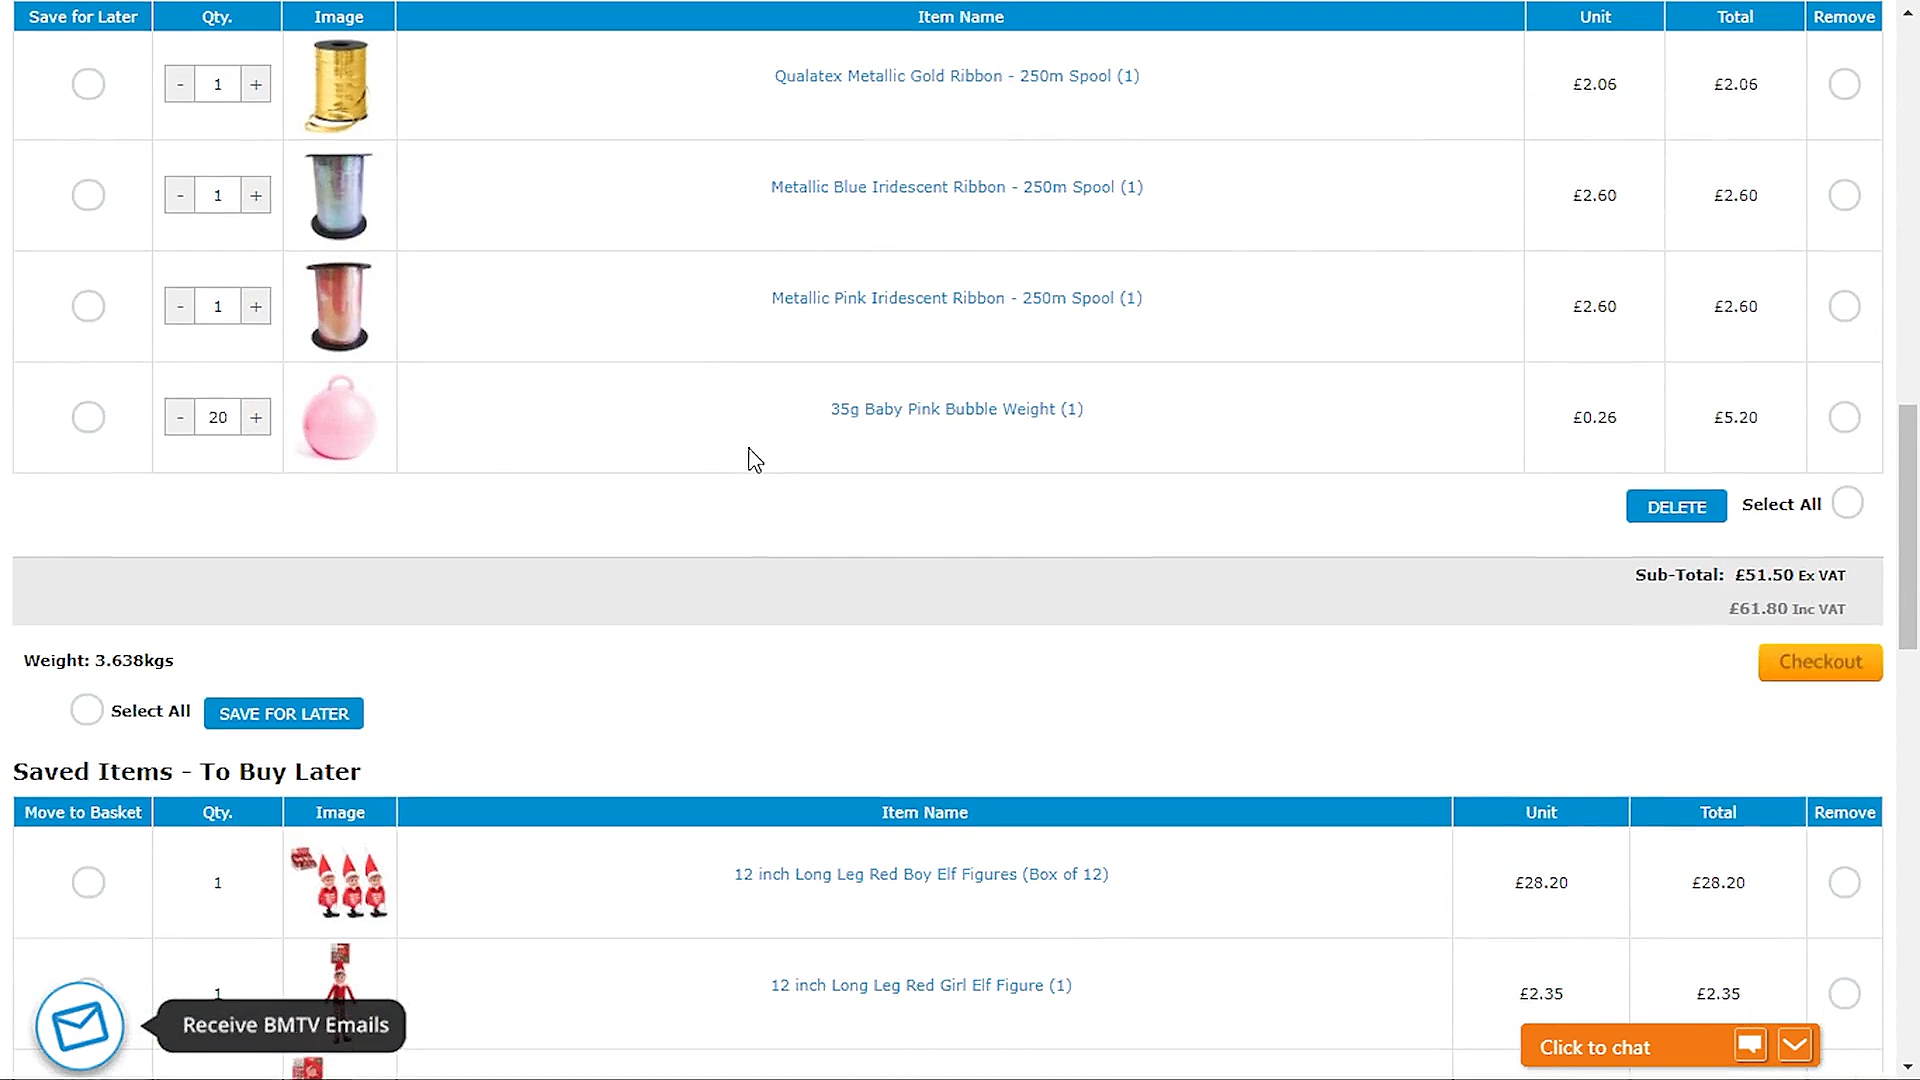 Save for Later Qty. Image Item Name Unit Total Remove
- 1 + Qualatex Metallic Gold Ribbon - 250m Spool (1) £2.06 £2.06
- 1 + Metallic Blue Iridescent Ribbon - 250m Spool (1) £2.60 £2.60
- 1 + Metallic Pink Iridescent Ribbon - 250m Spool (1) £2.60 £2.60
- 20 + 35g Baby Pink Bubble Weight (1) £0.26 £5.20
DELETE Select All
Sub-Total: £51.50 Ex VAT
£61.80 Inc VAT
Weight: 3.638kgs
Checkout
Select All SAVE FOR LATER
Saved Items - To Buy Later
Move to Basket Qty. Image Item Name Unit Total Remove
1 12 inch Long Leg Red Boy Elf Figures (Box of 12) £28.20 £28.20
1 12 inch Long Leg Red Girl Elf Figure (1) £2.35 £2.35
Receive BMTV Emails
Click to chat